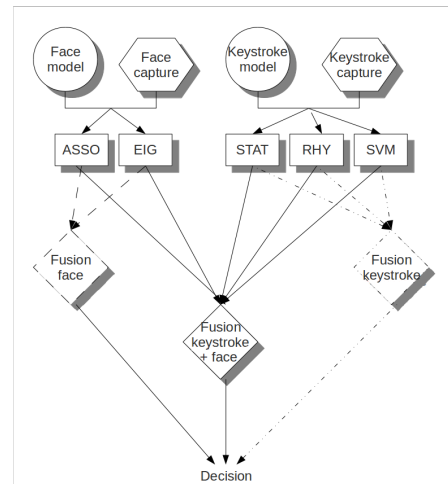 Face
model
Face
capture
Keystroke
model
Keystroke
capture
ASSO
EIG
STAT
RHY
SVM
Fusion
face
Fusion
keystroke
Fusion
keystroke
+ face
Decision